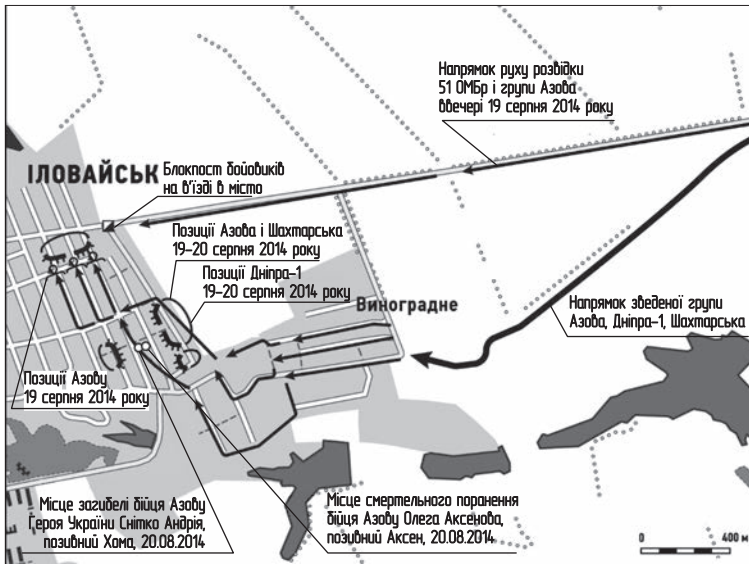 Напрямок руху розвідки
51 ОМБр і групи Азова
ввечері 19 серпня 2014 року
ІЛОВАЙСЬК
Блокпост бойовиків
на в'їзді в місто
Позиції Азова і Шахтарська
19–20 серпня 2014 року
Позиції Дніпра-1
19–20 серпня 2014 року
Виноградне
Напрямок зведеної групи
Азова, Дніпра-1, Шахтарська
Позиції Азову
19 серпня 2014 року
Місце загибелі бійця Азову
Героя України Снітко Андрія,
позивний Хома, 20.08.2014
Місце смертельного поранення
бійця Азову Олега Аксенова,
позивний Аксен, 20.08.2014
0 400 м